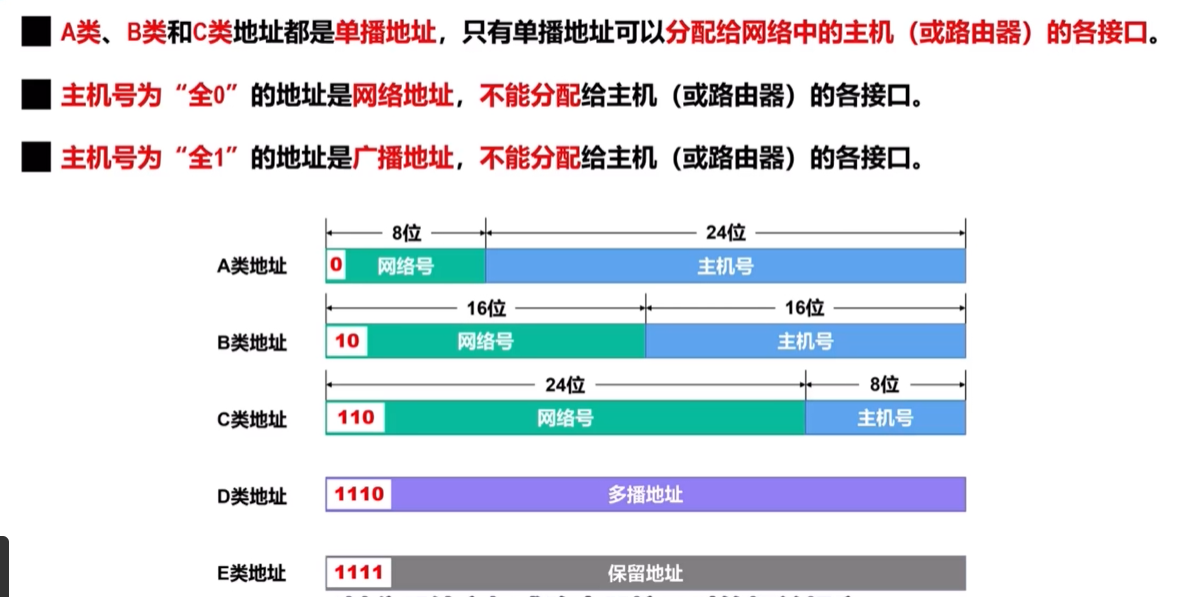 A类、B类和C类地址都是单播地址，只有单播地址可以分配给网络中的主机（或路由器）的各接口。
主机号为“全0”的地址是网络地址，不能分配给主机（或路由器）的各接口。
主机号为“全1”的地址是广播地址，不能分配给主机（或路由器）的各接口。
8位 24位
A类地址 0 网络号 主机号
16位 16位
B类地址 10 网络号 主机号
24位 8位
C类地址 110 网络号 主机号
D类地址 1110 多播地址
E类地址 1111 保留地址